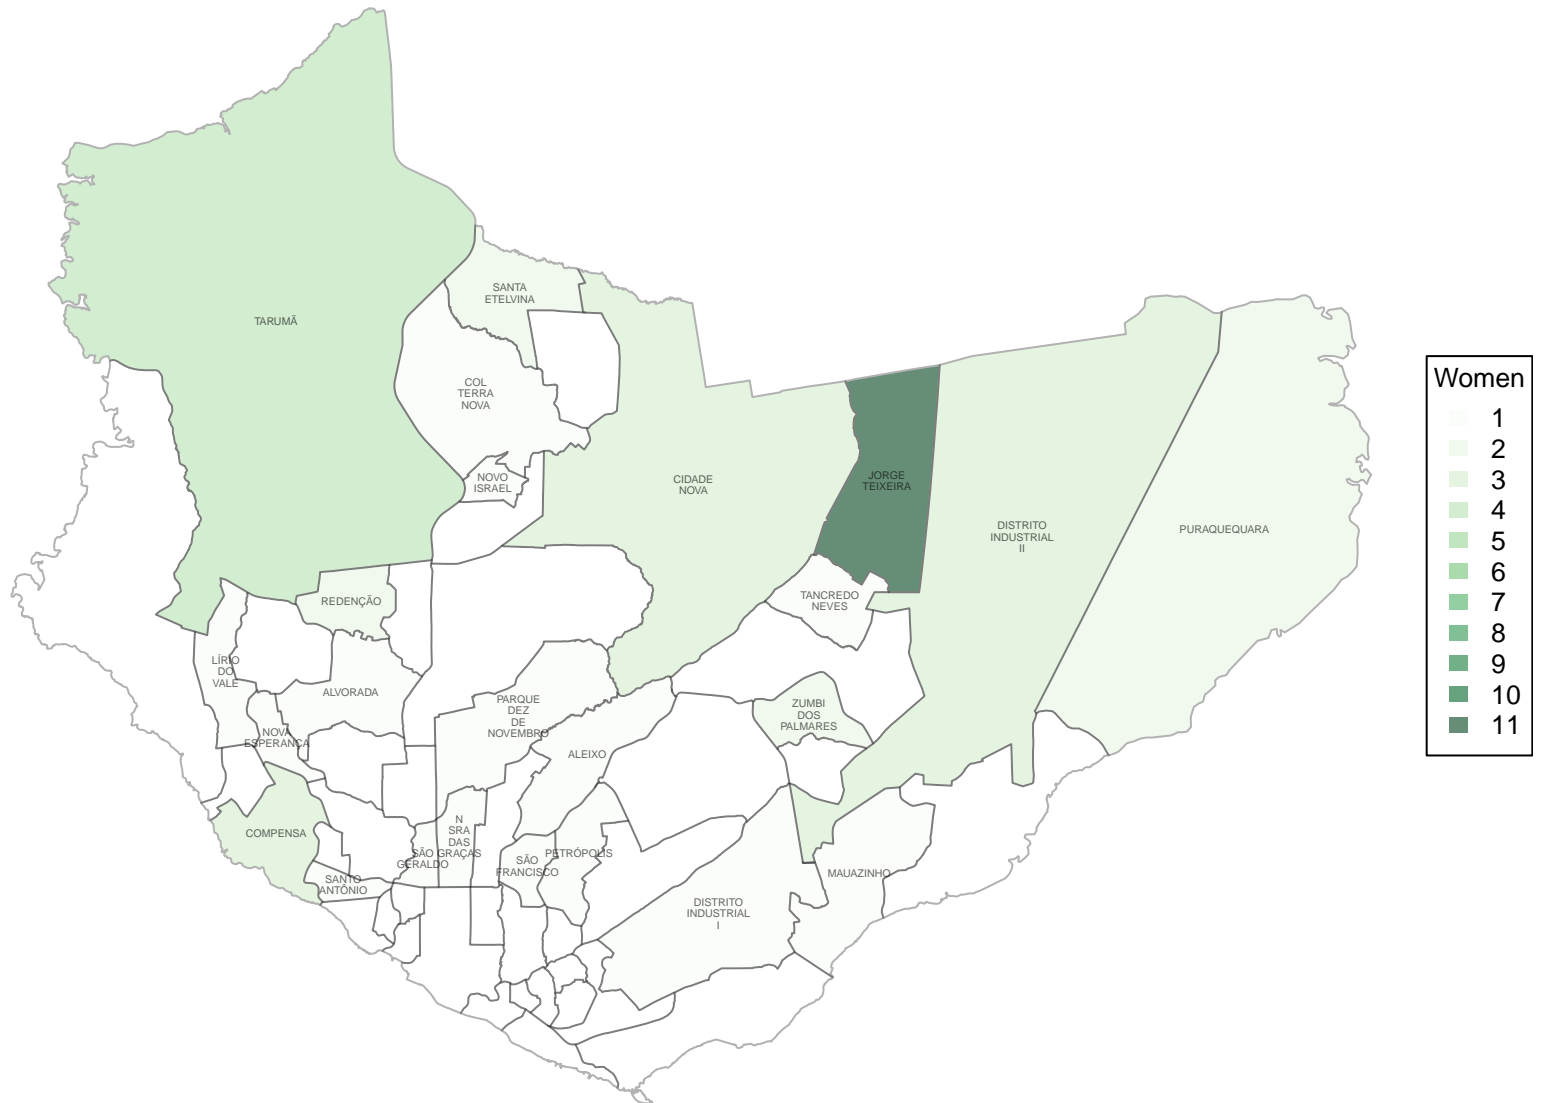 SANTA
ETELVINA
TARUMÃ
COL
TERRA
NOVA
NOVO
ISRAEL
CIDADE
NOVA
JORGE
TEIXEIRA
DISTRITO
INDUSTRIAL
II
PURAQUEQUARA
REDENÇÃO
TANCREDO
NEVES
LÍRIO
DO
VALE
ALVORADA
PARQUE
DEZ
DE
NOVEMBRO
ZUMBI
DOS
PALMARES
NOVA
ESPERANÇA
ALEIXO
COMPENSA
N
SRA
DAS
GRAÇAS
SÃO
GERALDO
SÃO
FRANCISCO
PETRÓPOLIS
SANTO
ANTÔNIO
MAUAZINHO
DISTRITO
INDUSTRIAL
I
Women
1
2
3
4
5
6
7
8
9
10
11